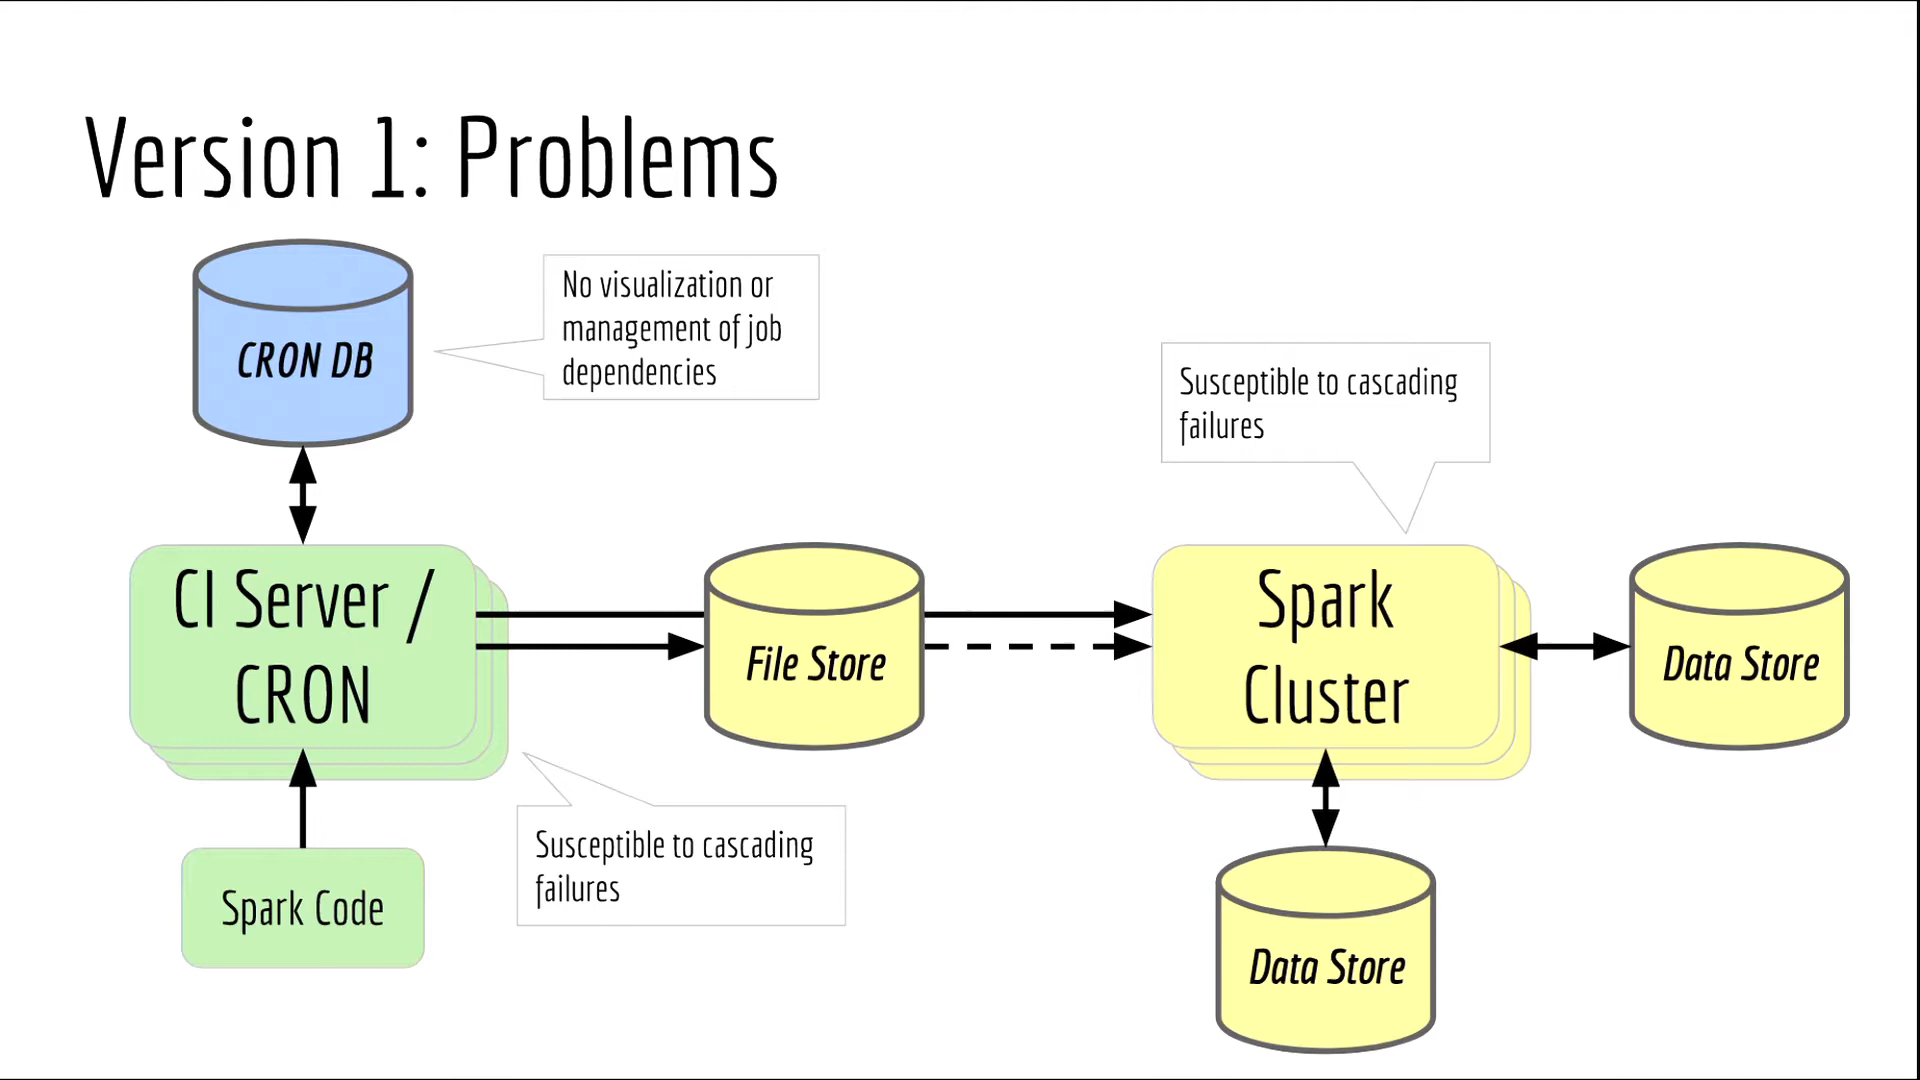 Version 1: Problems
CRON DB
No visualization or
management of job
dependencies
Susceptible to cascading
failures
CI Server /
CRON
File Store
Spark
Cluster
Data Store
Susceptible to cascading
failures
Spark Code
Data Store